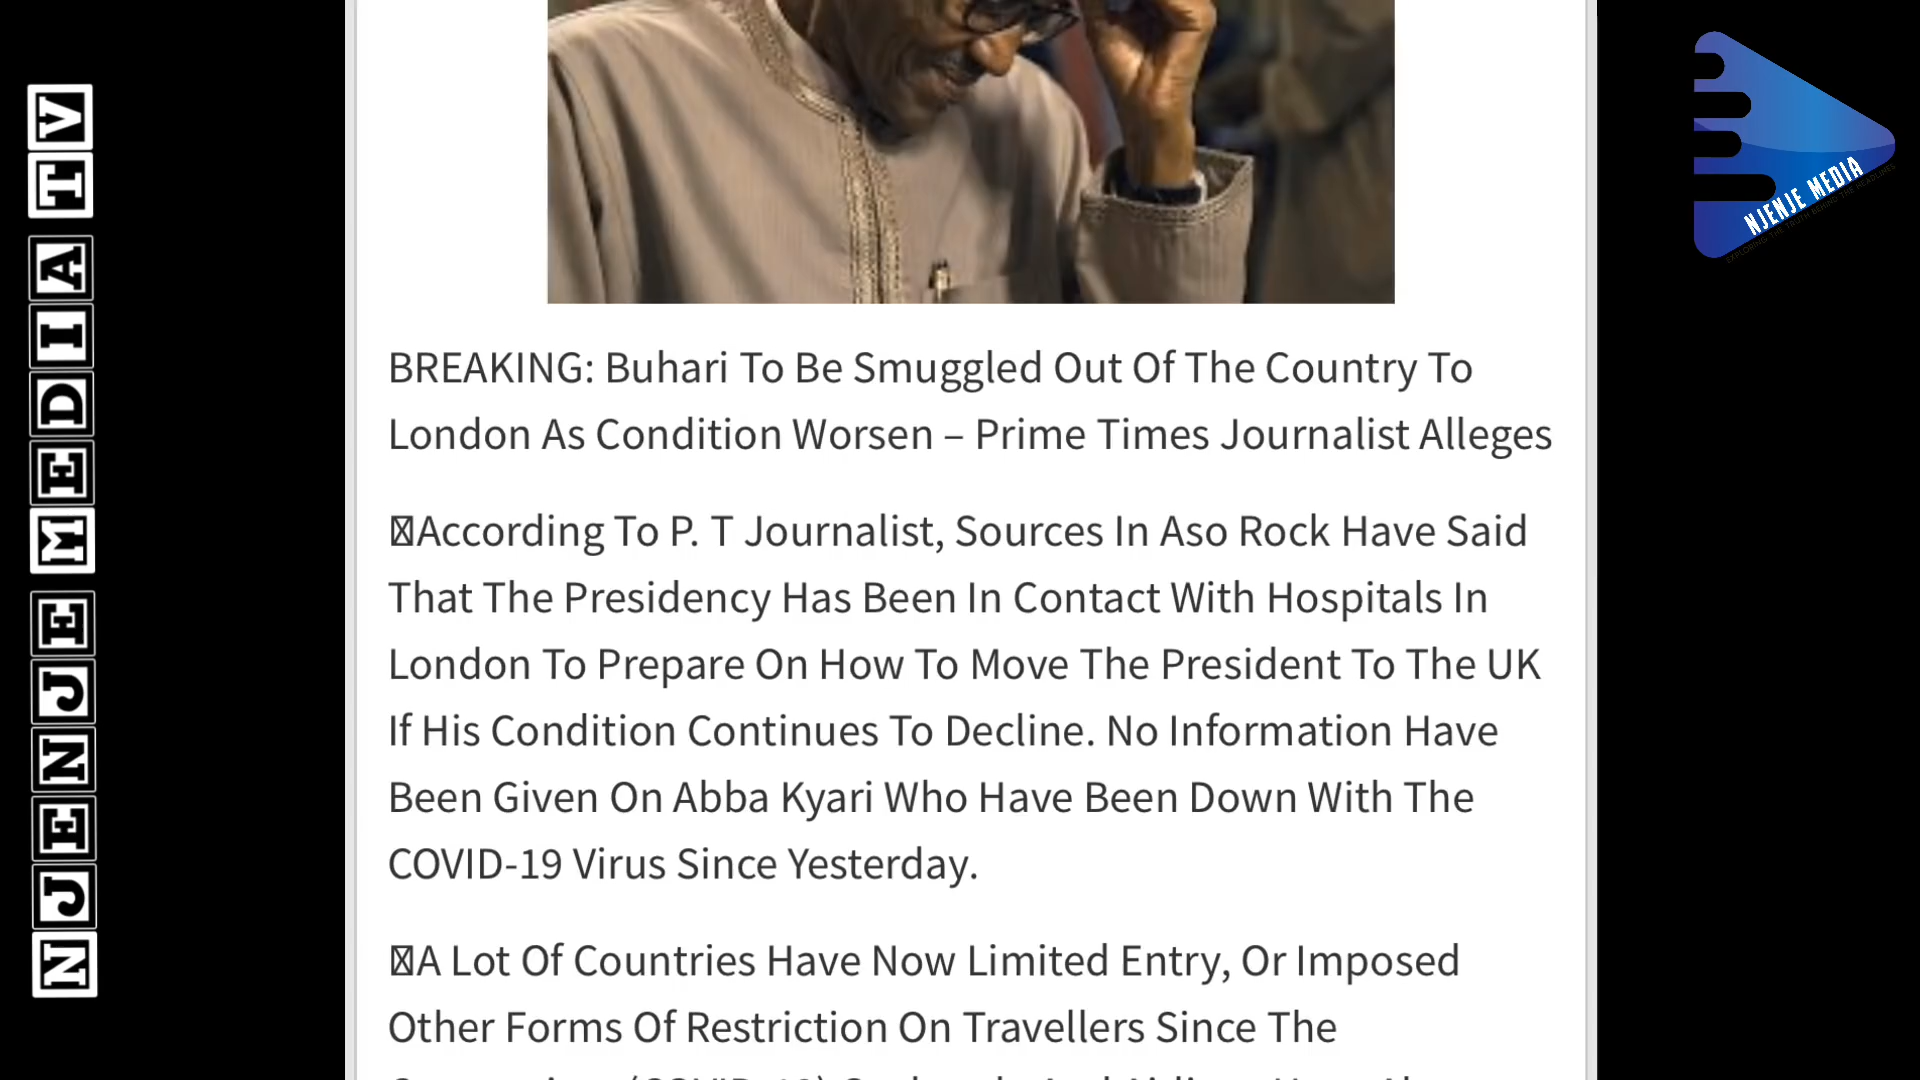 NJENJE MEDIA TV
NJENJE MEDIA
BREAKING: Buhari To Be Smuggled Out Of The Country To
London As Condition Worsen – Prime Times Journalist Alleges
According To P. T Journalist, Sources In Aso Rock Have Said
That The Presidency Has Been In Contact With Hospitals In
London To Prepare On How To Move The President To The UK
If His Condition Continues To Decline. No Information Have
Been Given On Abba Kyari Who Have Been Down With The
COVID-19 Virus Since Yesterday.
A Lot Of Countries Have Now Limited Entry, Or Imposed
Other Forms Of Restriction On Travellers Since The